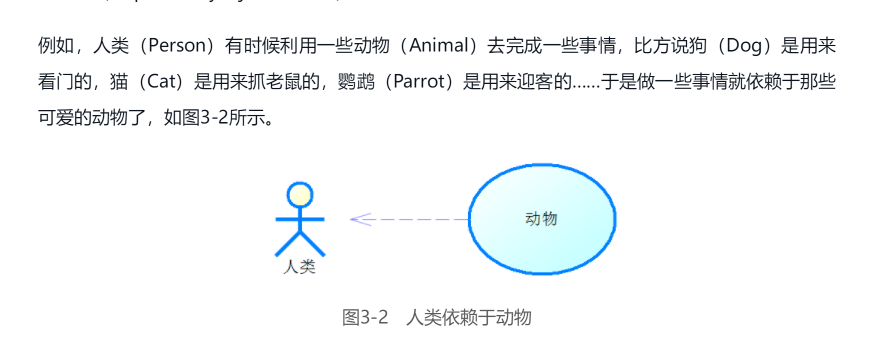 例如，人类（Person）有时候利用一些动物（Animal）去完成一些事情，比方说狗（Dog）是用来
看门的，猫（Cat）是用来抓老鼠的，鹦鹉（Parrot）是用来迎客的……于是做一些事情就依赖于那些
可爱的动物了，如图3-2所示。
动物
人类
图3-2 人类依赖于动物